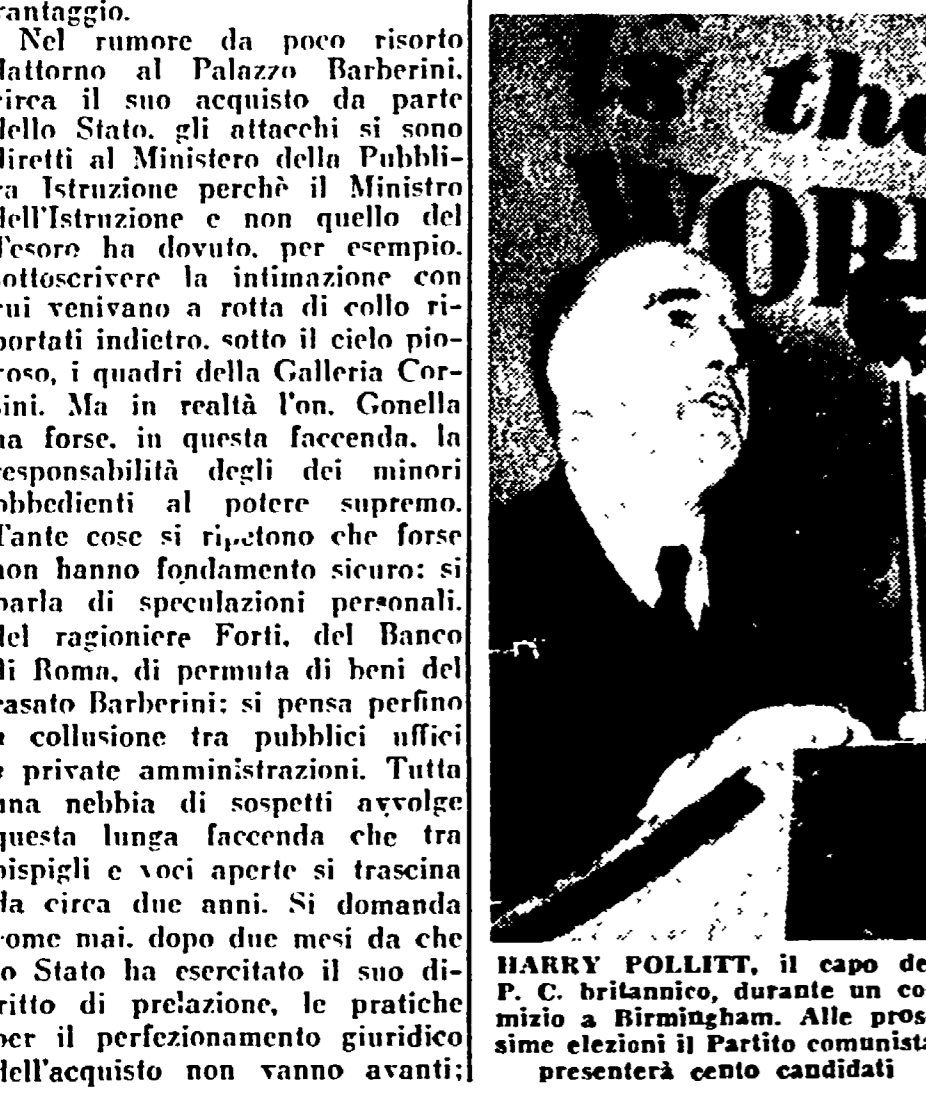 vantaggio.
Nel rumore da poco risorto
dattorno al Palazzo Barberini,
circa il suo acquisto da parte
dello Stato, gli attacchi si sono
diretti al Ministero della Pubbli-
ca Istruzione perchè il Ministro
dell'Istruzione e non quello del
Tesoro ha dovuto, per esempio,
sottoscrivere la intimazione con
cui venivano a rotta di collo ri-
portati indietro, sotto il cielo pio-
voso, i quadri della Galleria Cor-
sini. Ma in realtà l'on. Gonella
ha forse, in questa faccenda, la
responsabilità degli dei minori
obbedienti al potere supremo.
Tante cose si ripetono che forse
non hanno fondamento sicuro: si
parla di speculazioni personali,
del ragioniere Forti, del Banco
di Roma, di permuta di beni del
casato Barberini; si pensa perfino
a collusione tra pubblici uffici
e private amministrazioni. Tutta
una nebbia di sospetti avvolge
questa lunga faccenda che tra
bispigli e voci aperte si trascina
da circa due anni. Si domanda
come mai, dopo due mesi da che
lo Stato ha esercitato il suo di-
ritto di prelazione, le pratiche
per il perfezionamento giuridico
dell'acquisto non vanno avanti;
is the
WOR
HARRY POLLITT, il capo de
P. C. britannico, durante un co
mizio a Birmingham. Alle pros
sime elezioni il Partito comunista
presenterà cento candidati